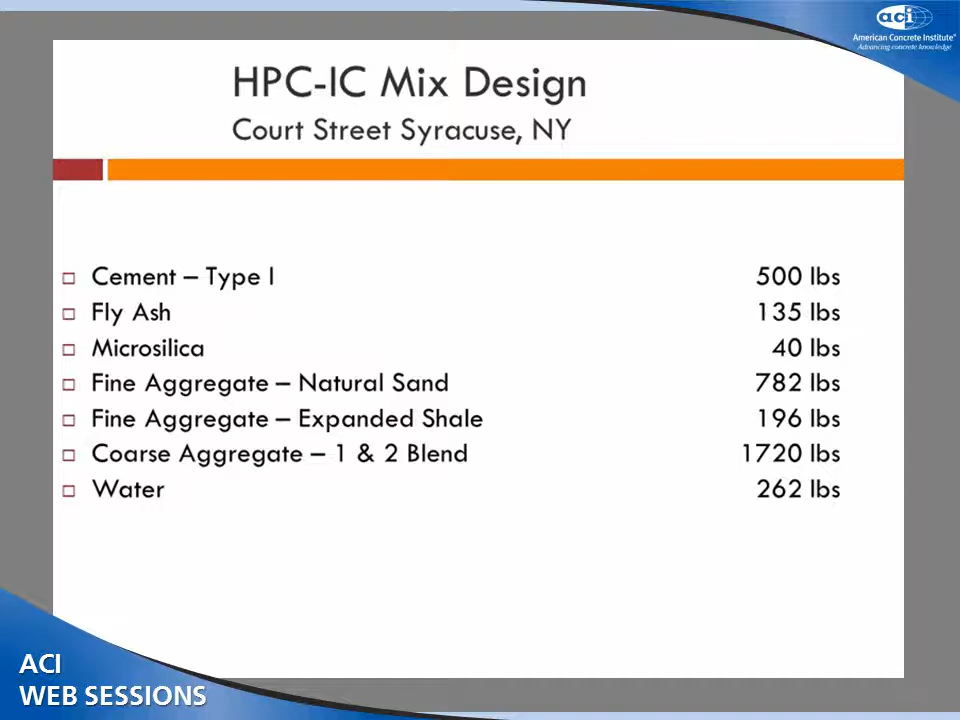 aci
American Concrete Institute®
Advancing concrete knowledge
HPC-IC Mix Design
Court Street Syracuse, NY
Cement – Type I 500 lbs
Fly Ash 135 lbs
Microsilica 40 lbs
Fine Aggregate – Natural Sand 782 lbs
Fine Aggregate – Expanded Shale 196 lbs
Coarse Aggregate – 1 & 2 Blend 1720 lbs
Water 262 lbs
ACI
WEB SESSIONS